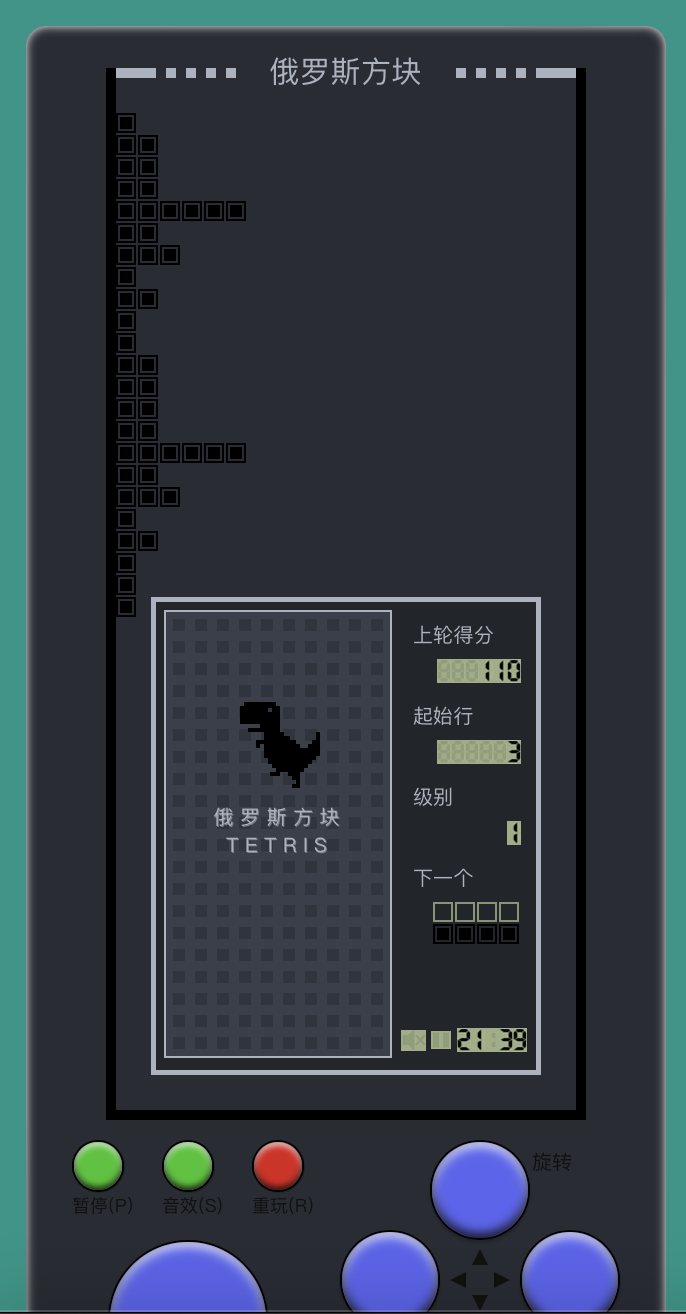 俄罗斯方块
上轮得分
110
起始行
3
级别
1
俄罗斯方块
TETRIS
下一个
21:39
暂停(P)
音效(S)
重玩(R)
旋转